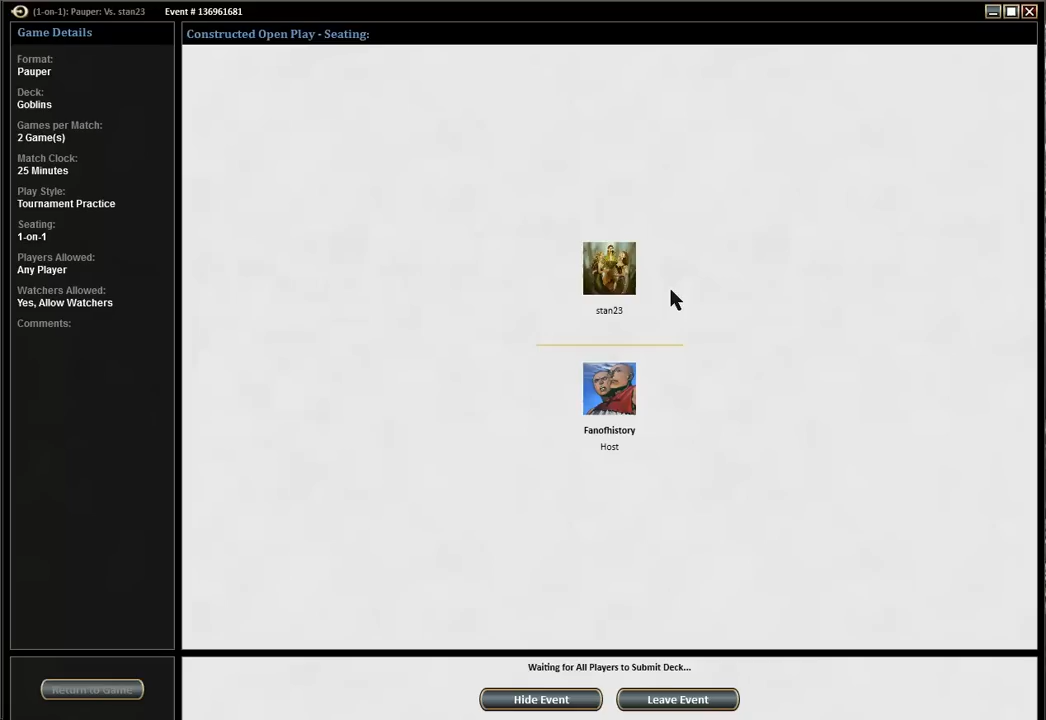 (1-on-1): Pauper: Vs. stan23 Event # 136961681
Game Details
Format:
Pauper
Deck:
Goblins
Games per Match:
2 Game(s)
Match Clock:
25 Minutes
Play Style:
Tournament Practice
Seating:
1-on-1
Players Allowed:
Any Player
Watchers Allowed:
Yes, Allow Watchers
Comments:
Return to Game
Constructed Open Play - Seating:
stan23
Fanofhistory
Host
Waiting for All Players to Submit Deck...
Hide Event
Leave Event